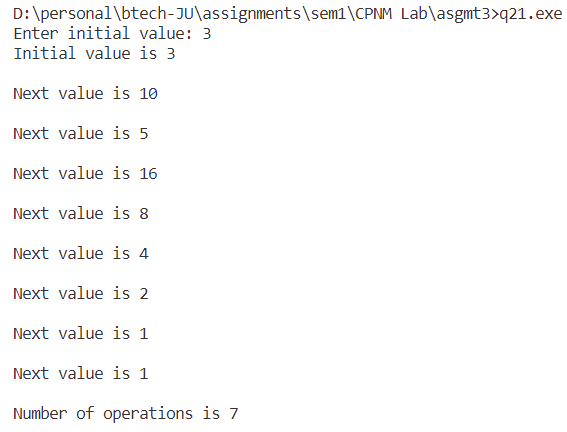 D:\personal\btech-JU\assignments\sem1\CPNM Lab\asgmt3>q21.exe
Enter initial value: 3
Initial value is 3
Next value is 10
Next value is 5
Next value is 16
Next value is 8
Next value is 4
Next value is 2
Next value is 1
Next value is 1
Number of operations is 7